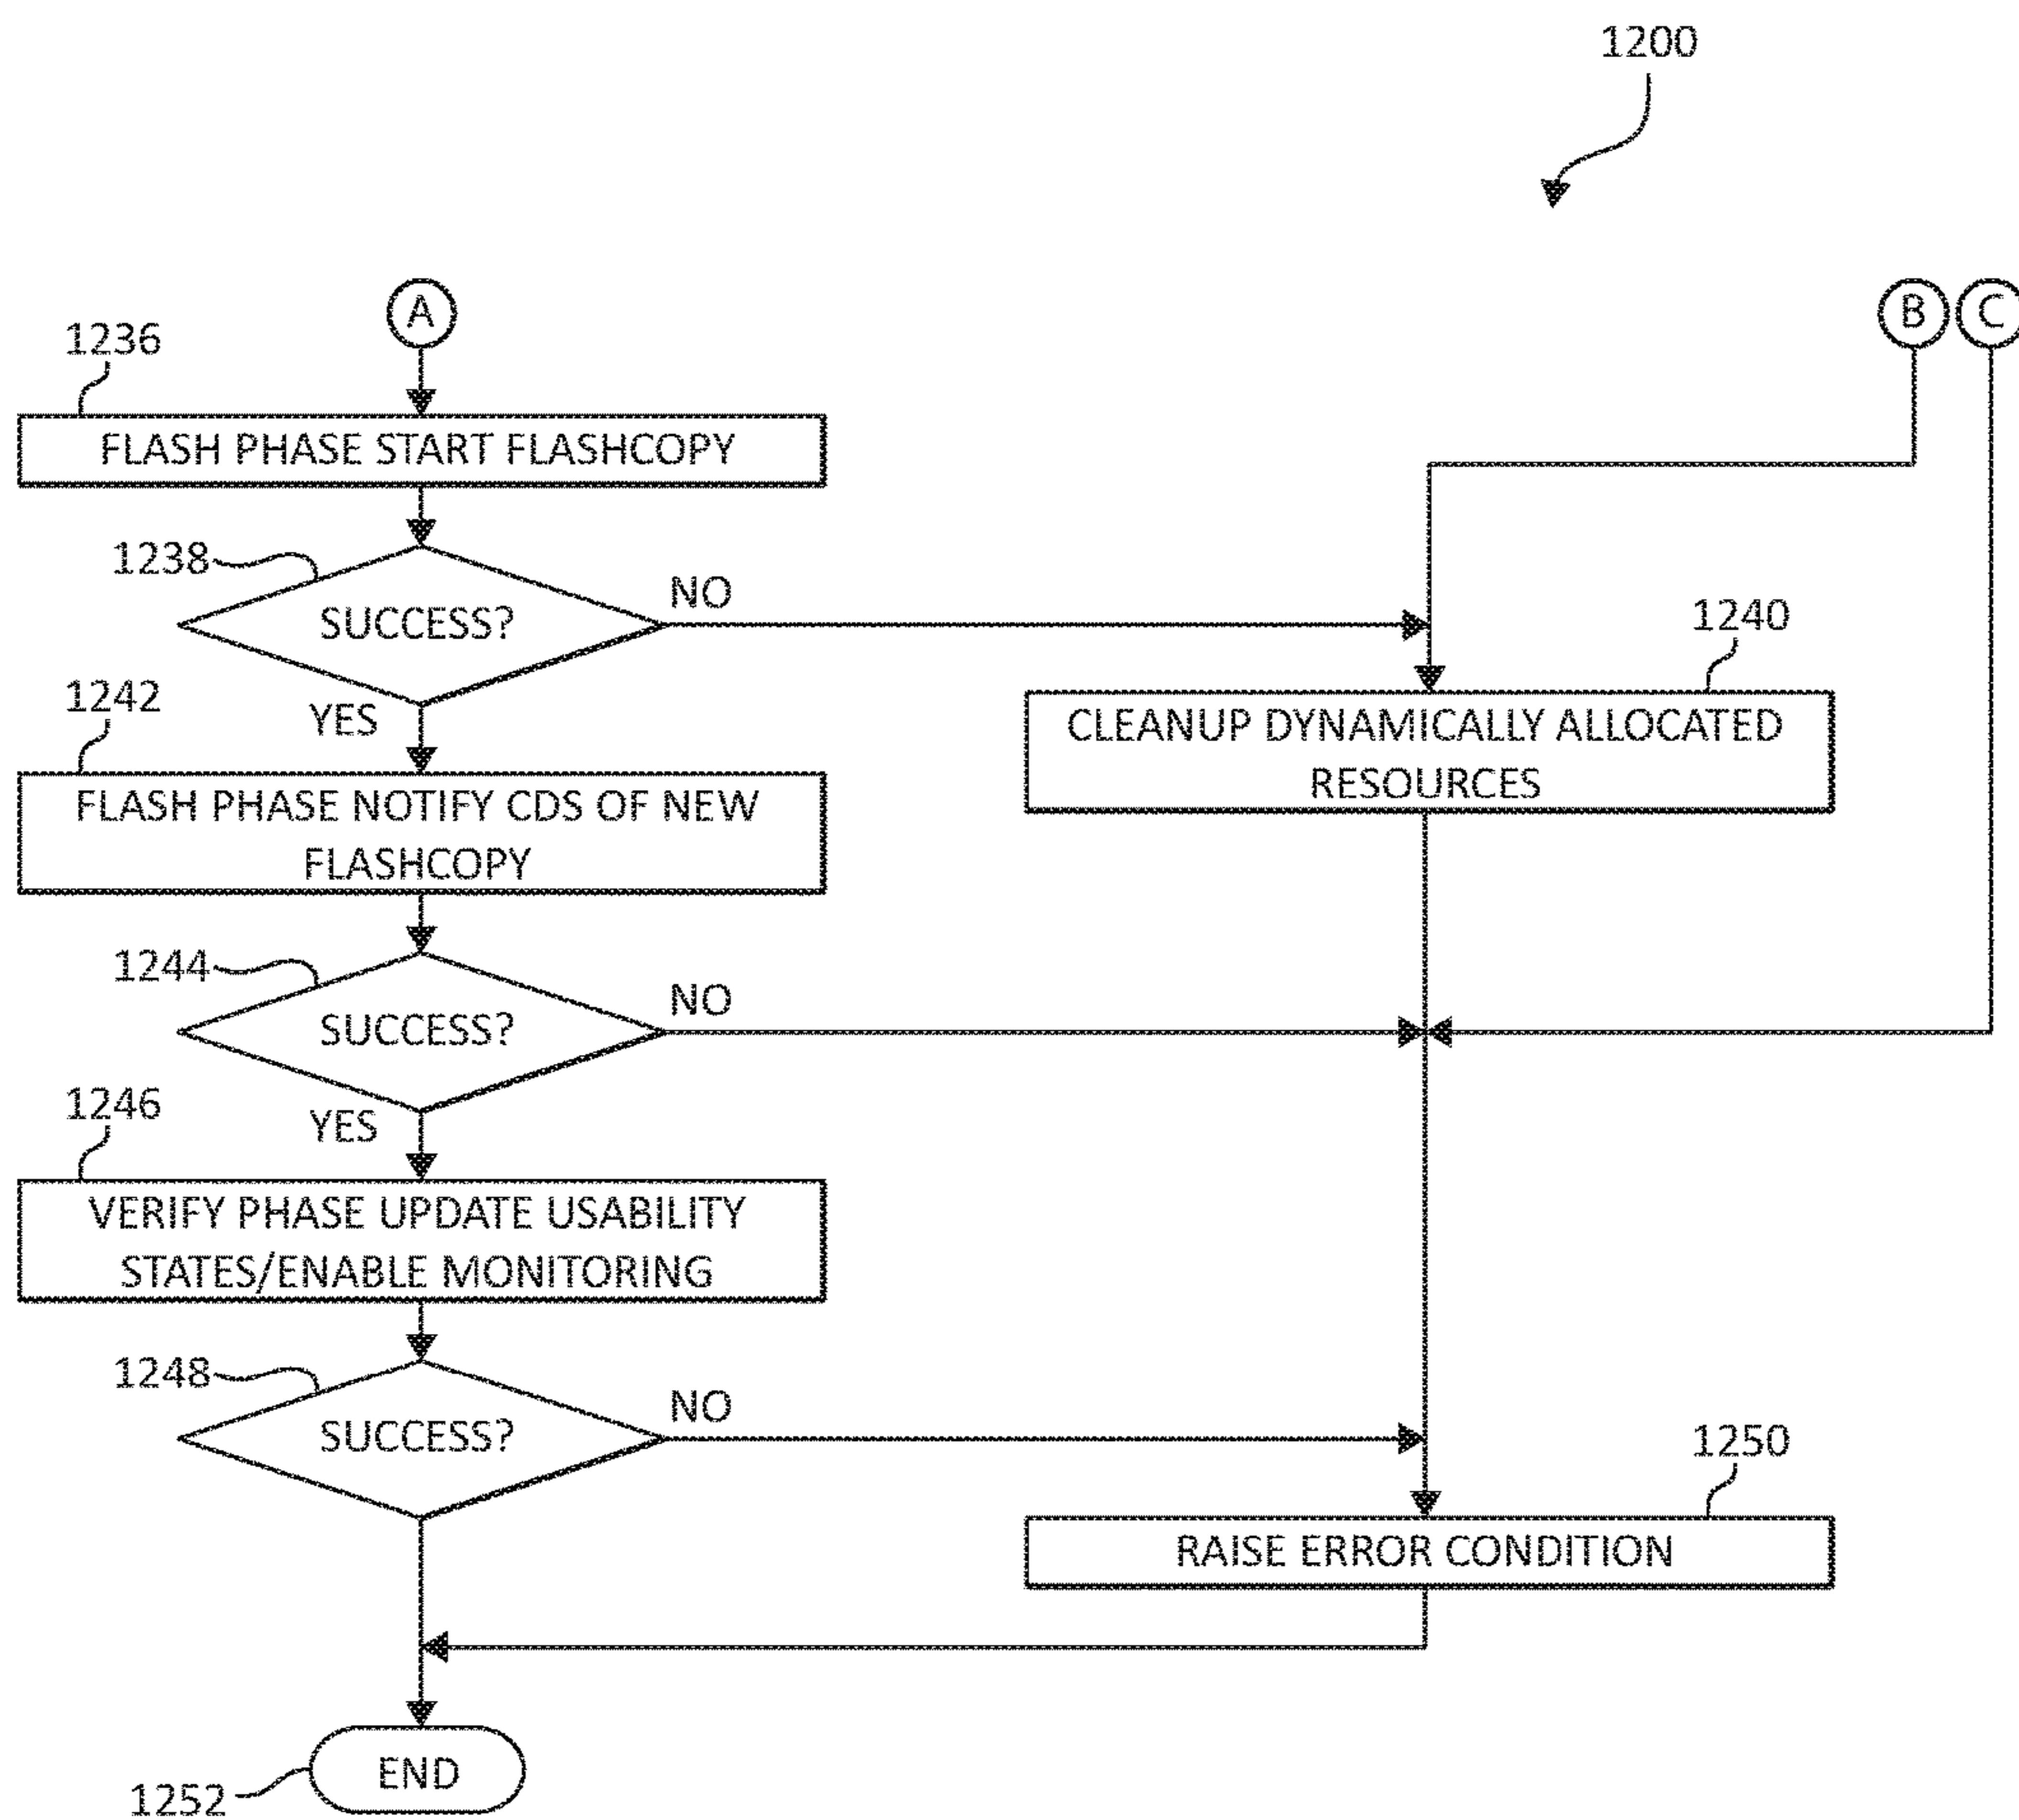 1200
A
B
C
1236
FLASH PHASE START FLASHCOPY
1238
SUCCESS?
NO
YES
1240
CLEANUP DYNAMICALLY ALLOCATED
RESOURCES
1242
FLASH PHASE NOTIFY CDS OF NEW
FLASHCOPY
1244
SUCCESS?
NO
YES
1246
VERIFY PHASE UPDATE USABILITY
STATES/ENABLE MONITORING
1248
SUCCESS?
NO
1250
RAISE ERROR CONDITION
END
1252